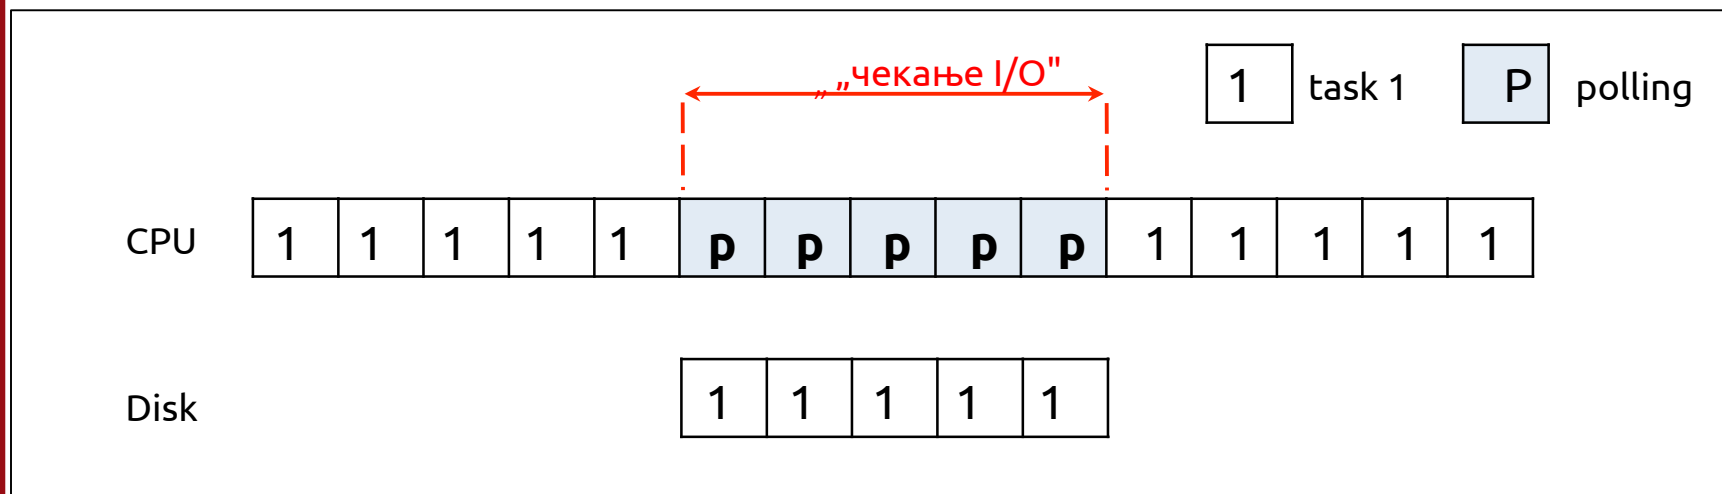 „ „чекање I/O"
1 task 1 P polling
CPU 1 1 1 1 1 p p p p p 1 1 1 1 1
Disk 1 1 1 1 1